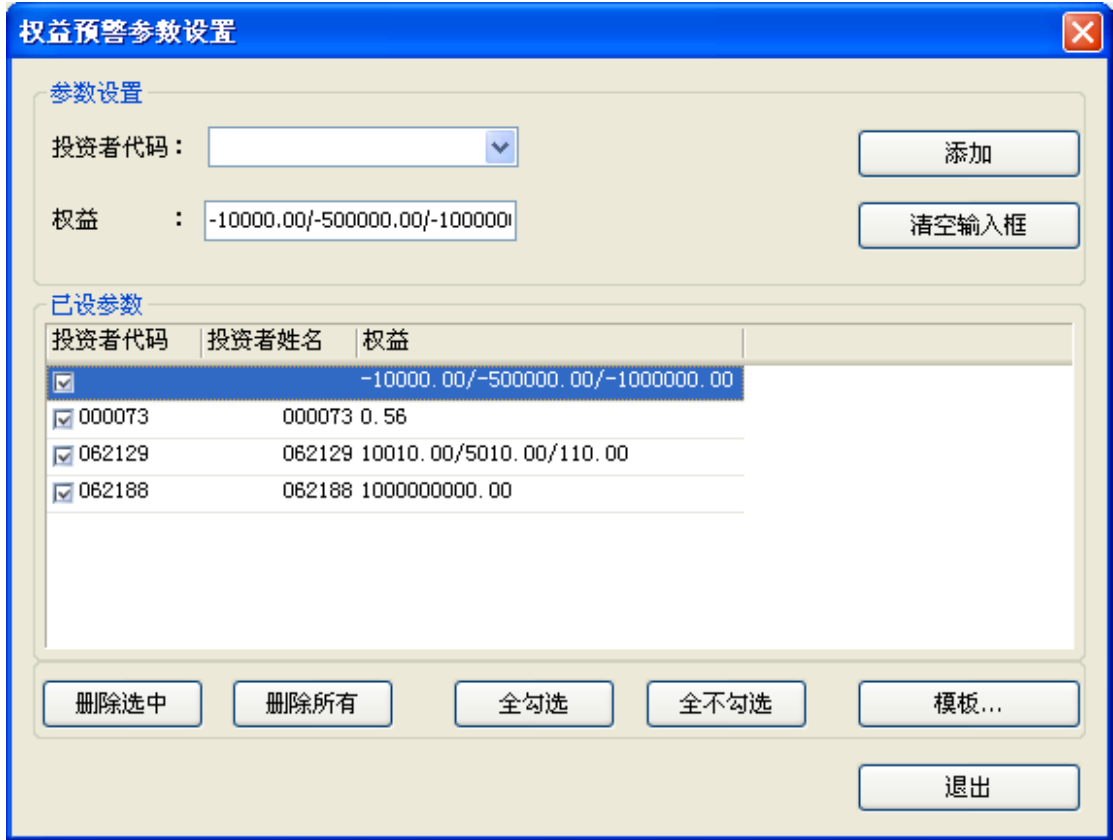 权益预警参数设置
参数设置
投资者代码：
添加
权益 ： -10000.00/-500000.00/-100000
清空输入框
已设参数
投资者代码 投资者姓名 权益
-10000.00/-500000.00/-1000000.00
000073 000073 0.56
062129 062129 10010.00/5010.00/110.00
062188 062188 1000000000.00
删除选中 删除所有 全勾选 全不勾选 模板...
退出